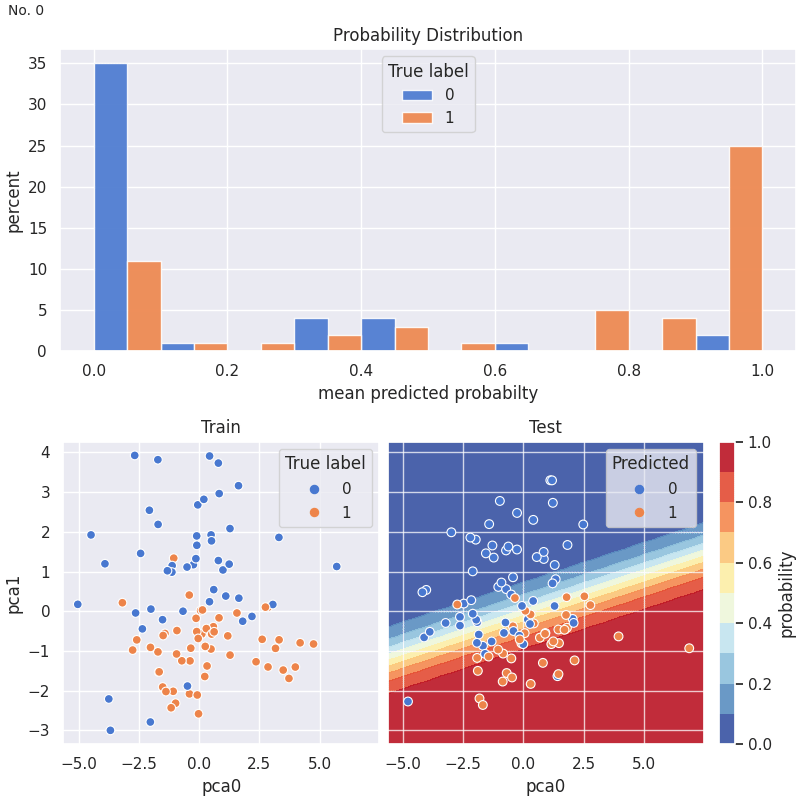 No. 0
Probability Distribution
True label
0
1
percent
35
30
25
20
15
10
5
0
0.0 0.2 0.4 0.6 0.8 1.0
mean predicted probabilty
Train
True label
0
1
pca1
4
3
2
1
0
−1
−2
−3
−5.0 −2.5 0.0 2.5 5.0
pca0
Test
Predicted
0
1
−5.0 −2.5 0.0 2.5 5.0
pca0
1.0
0.8
0.6
0.4
0.2
0.0
probability